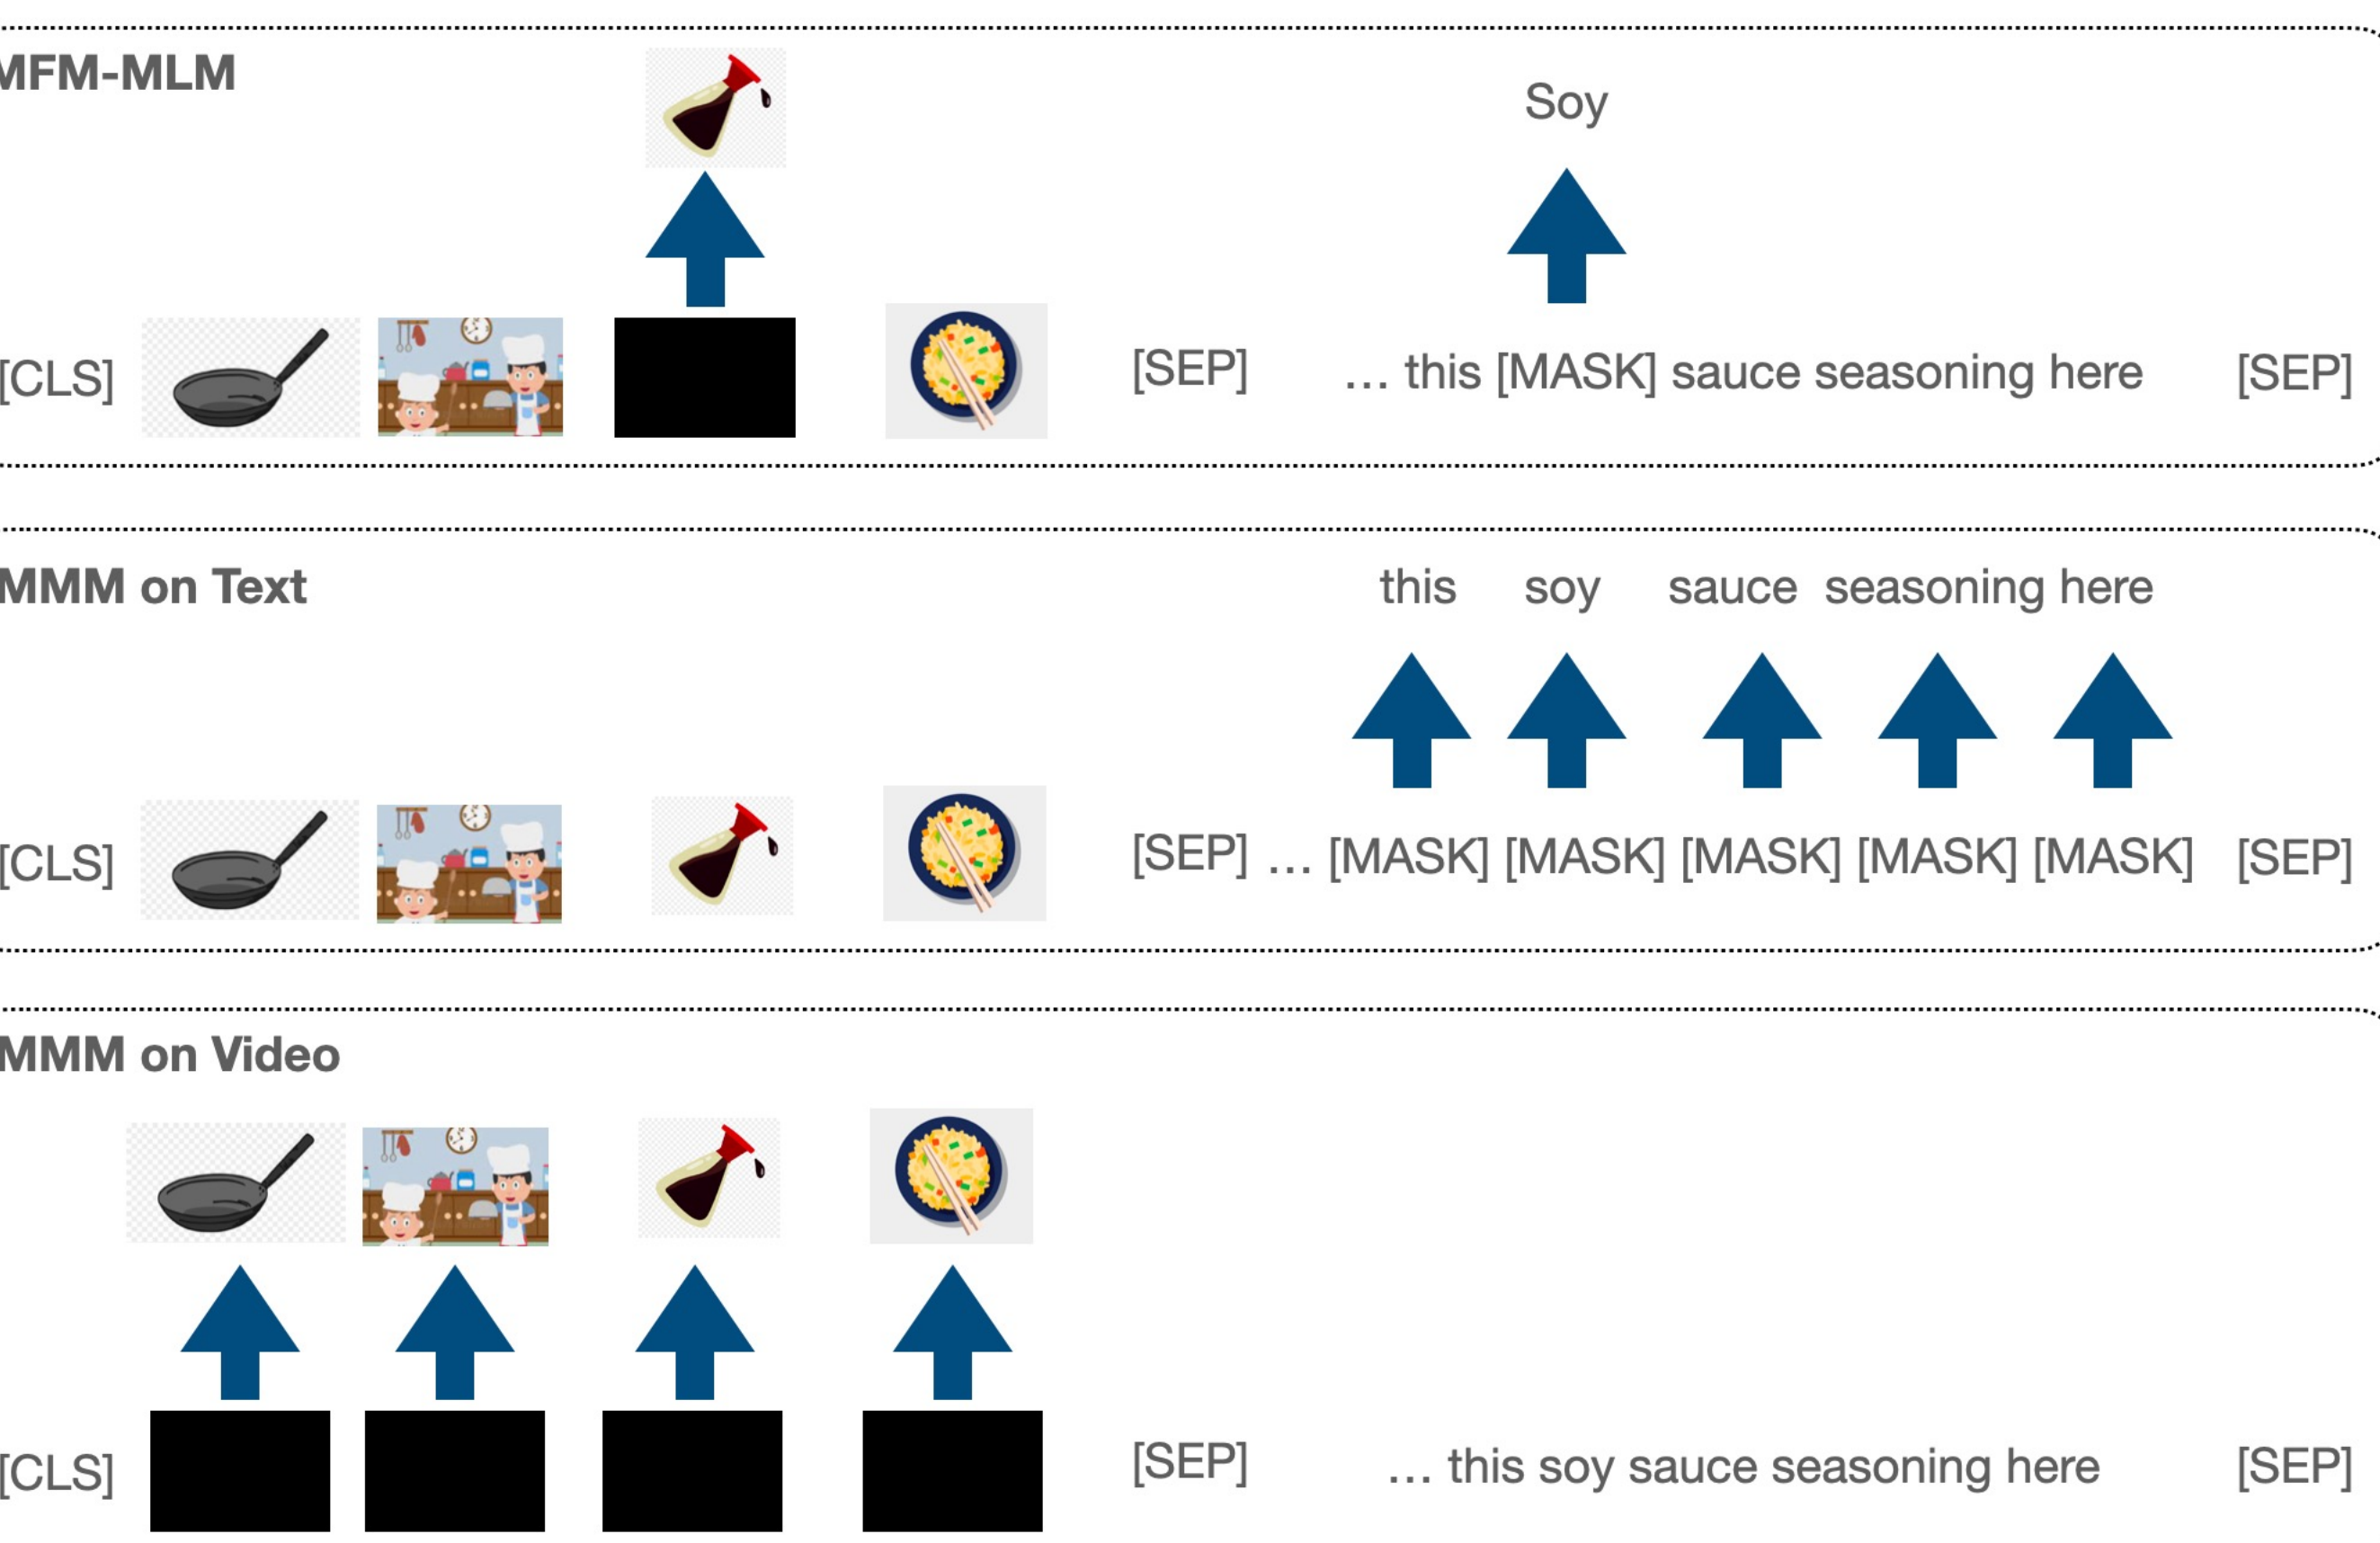 MFM-MLM
Soy
[CLS] [SEP] ... this [MASK] sauce seasoning here [SEP]
MMM on Text
this soy sauce seasoning here
[CLS] [SEP] ... [MASK] [MASK] [MASK] [MASK] [MASK] [SEP]
MMM on Video
[CLS] [SEP] ... this soy sauce seasoning here [SEP]